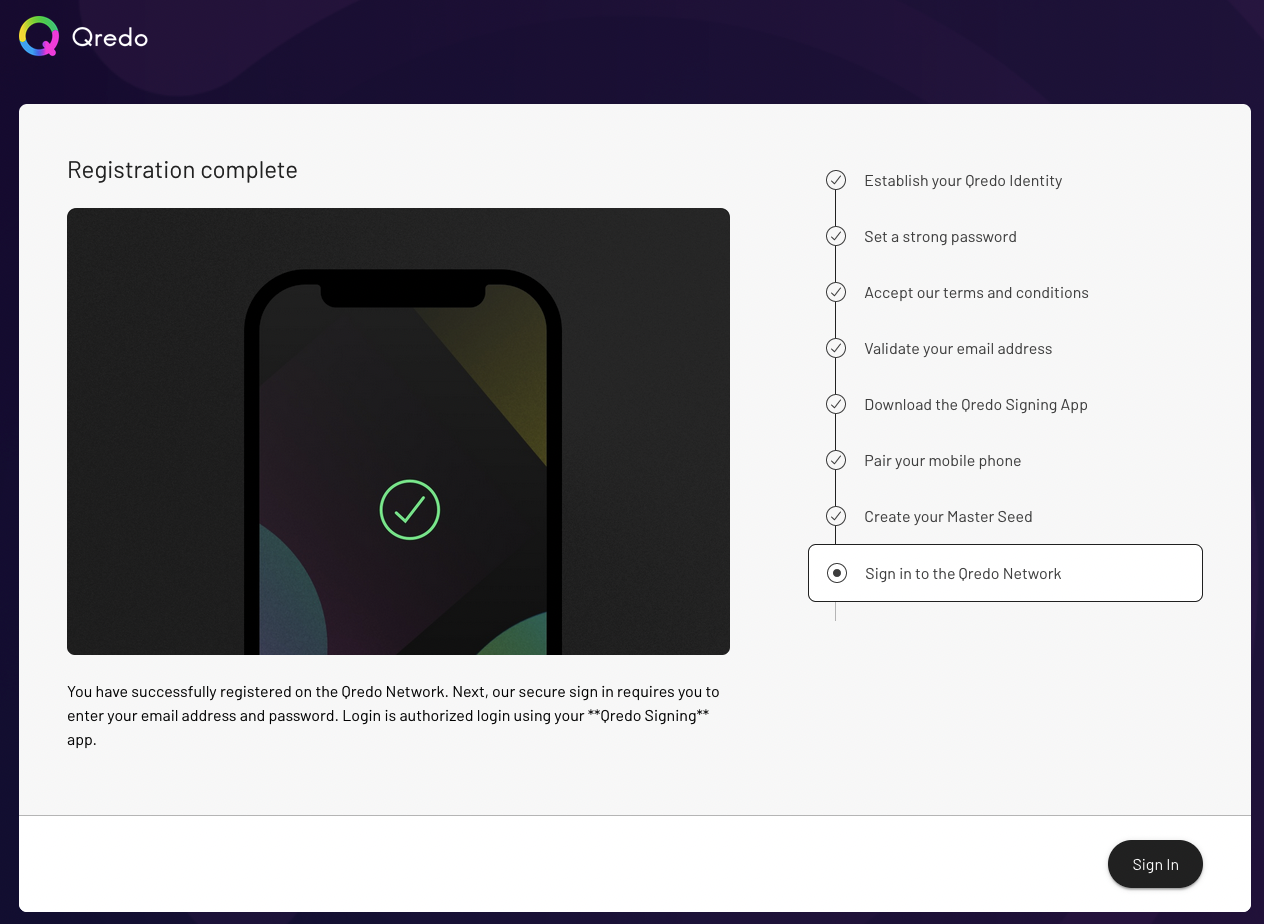 Qredo
Registration complete
You have successfully registered on the Qredo Network. Next, our secure sign in requires you to
enter your email address and password. Login is authorized login using your **Qredo Signing**
app.
Establish your Qredo Identity
Set a strong password
Accept our terms and conditions
Validate your email address
Download the Qredo Signing App
Pair your mobile phone
Create your Master Seed
Sign in to the Qredo Network
Sign In